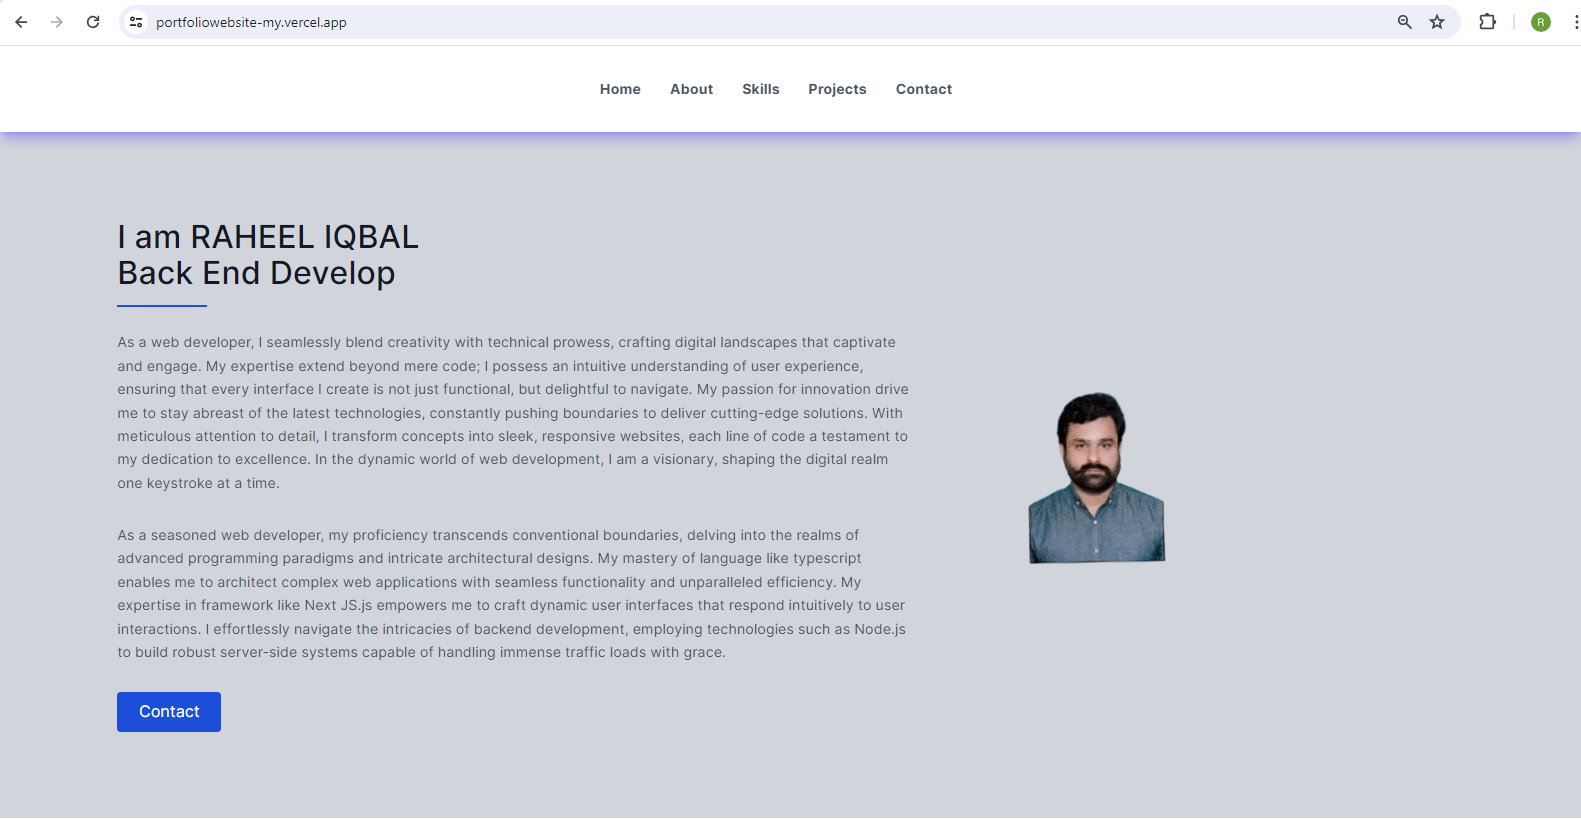 portfoliowebsite-my.vercel.app
R
Home About Skills Projects Contact
I am RAHEEL IQBAL
Back End Develop
As a web developer, I seamlessly blend creativity with technical prowess, crafting digital landscapes that captivate
and engage. My expertise extend beyond mere code; I possess an intuitive understanding of user experience,
ensuring that every interface I create is not just functional, but delightful to navigate. My passion for innovation drive
me to stay abreast of the latest technologies, constantly pushing boundaries to deliver cutting-edge solutions. With
meticulous attention to detail, I transform concepts into sleek, responsive websites, each line of code a testament to
my dedication to excellence. In the dynamic world of web development, I am a visionary, shaping the digital realm
one keystroke at a time.
As a seasoned web developer, my proficiency transcends conventional boundaries, delving into the realms of
advanced programming paradigms and intricate architectural designs. My mastery of language like typescript
enables me to architect complex web applications with seamless functionality and unparalleled efficiency. My
expertise in framework like Next JS.js empowers me to craft dynamic user interfaces that respond intuitively to user
interactions. I effortlessly navigate the intricacies of backend development, employing technologies such as Node.js
to build robust server-side systems capable of handling immense traffic loads with grace.
Contact